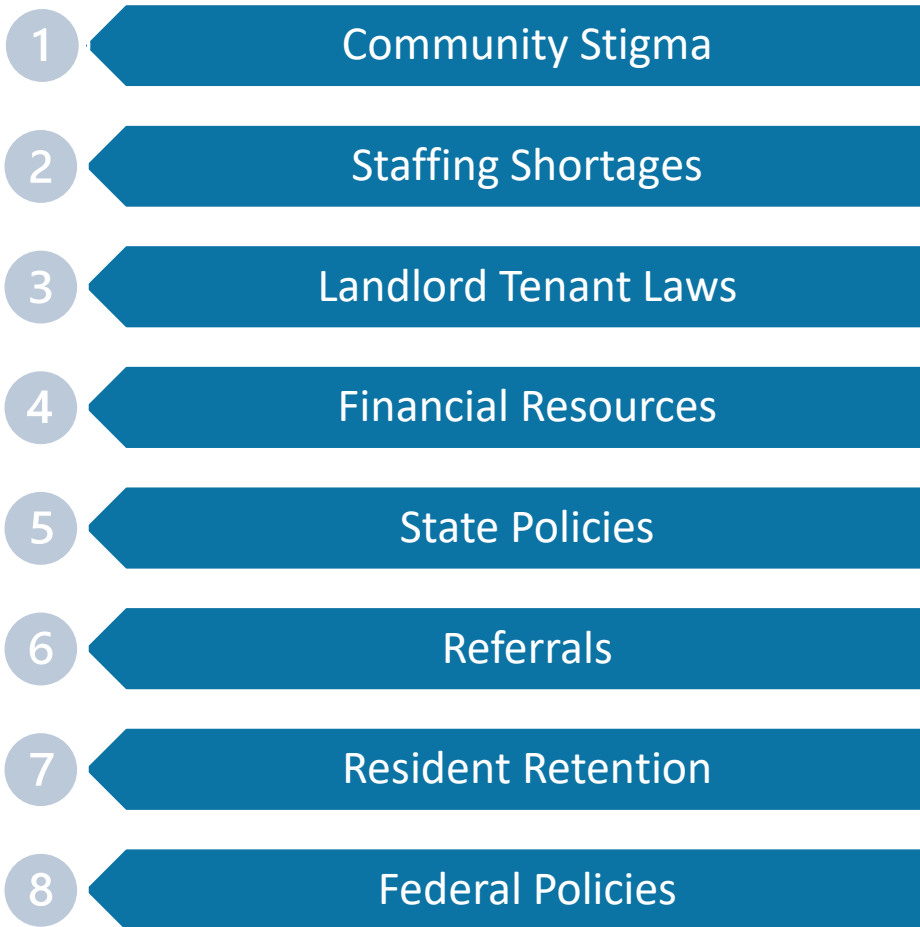 1 Community Stigma
2 Staffing Shortages
3 Landlord Tenant Laws
4 Financial Resources
5 State Policies
6 Referrals
7 Resident Retention
8 Federal Policies